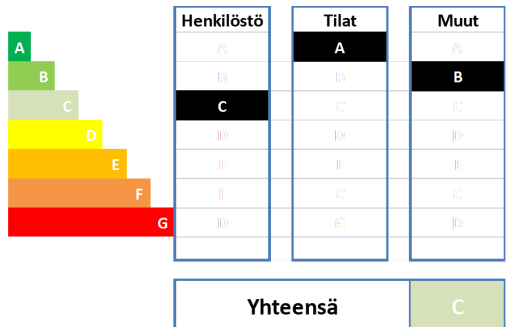 Henkilöstö Tilat Muut
A A A A
B B B B
C C C C
D D D D
E E E E
F F C C
G D G D
Yhteensä C